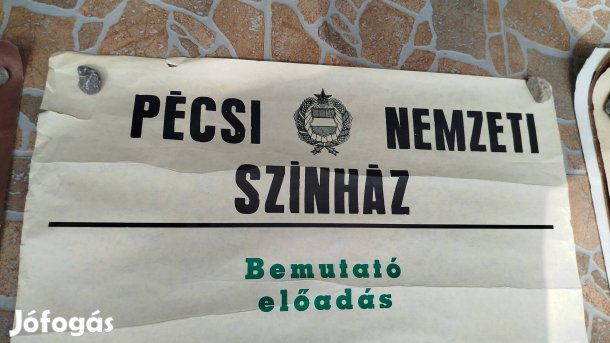 PÉCSI NEMZETI
SZÍNHÁZ
Bemutató
előadás
Jófogás